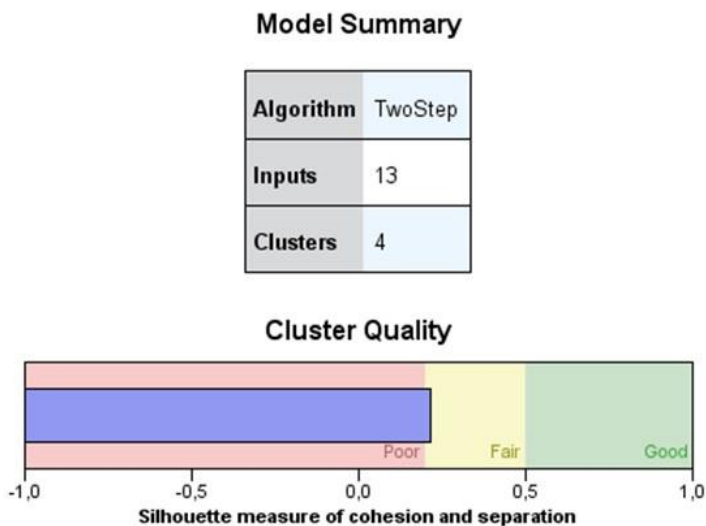 Model Summary
Algorithm TwoStep
Inputs 13
Clusters 4
Cluster Quality
Poor Fair Good
-1,0 -0,5 0,0 0,5 1,0
Silhouette measure of cohesion and separation